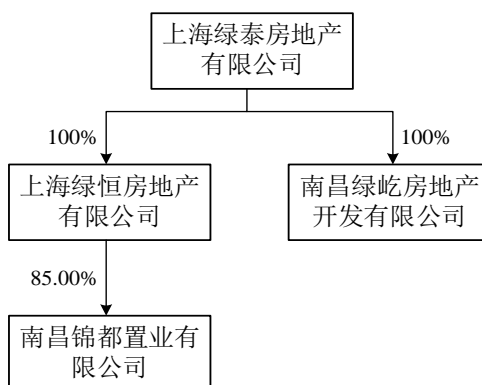 上海绿泰房地产
有限公司
100%
100%
上海绿恒房地产
有限公司
南昌绿屹房地产
开发有限公司
85.00%
南昌锦都置业有
限公司